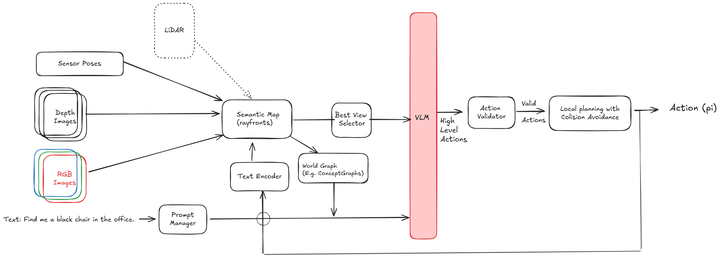 LiDAR
Sensor Poses
Depth
Images
RGB
Images
Text: Find me a black chair in the office.
Prompt
Manager
Semantic Map
(rayfronts)
Text Encoder
Best View
Selector
World Graph
(E.g. ConceptGraphs)
VLM
High
Level
Actions
Action
Validator
Valid
Actions
Local planning with
Colision Avoidance
Action (pi)